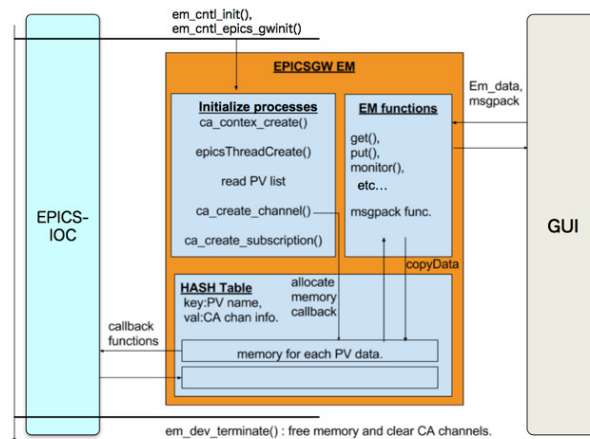 em_cntl_init(),
em_cntl_epics_gwinit()
EPICSGW EM
Initialize processes
ca_contex_create()
epicsThreadCreate()
read PV list
ca_create_channel()
ca_create_subscription()
EM functions
get(),
put(),
monitor(),
etc...
msgpack func.
Em_data,
msgpack
EPICS-
IOC
GUI
copyData
HASH Table
key:PV name,
val:CA chan info.
allocate
memory
callback
callback
functions
memory for each PV data.
em_dev_terminate() : free memory and clear CA channels.